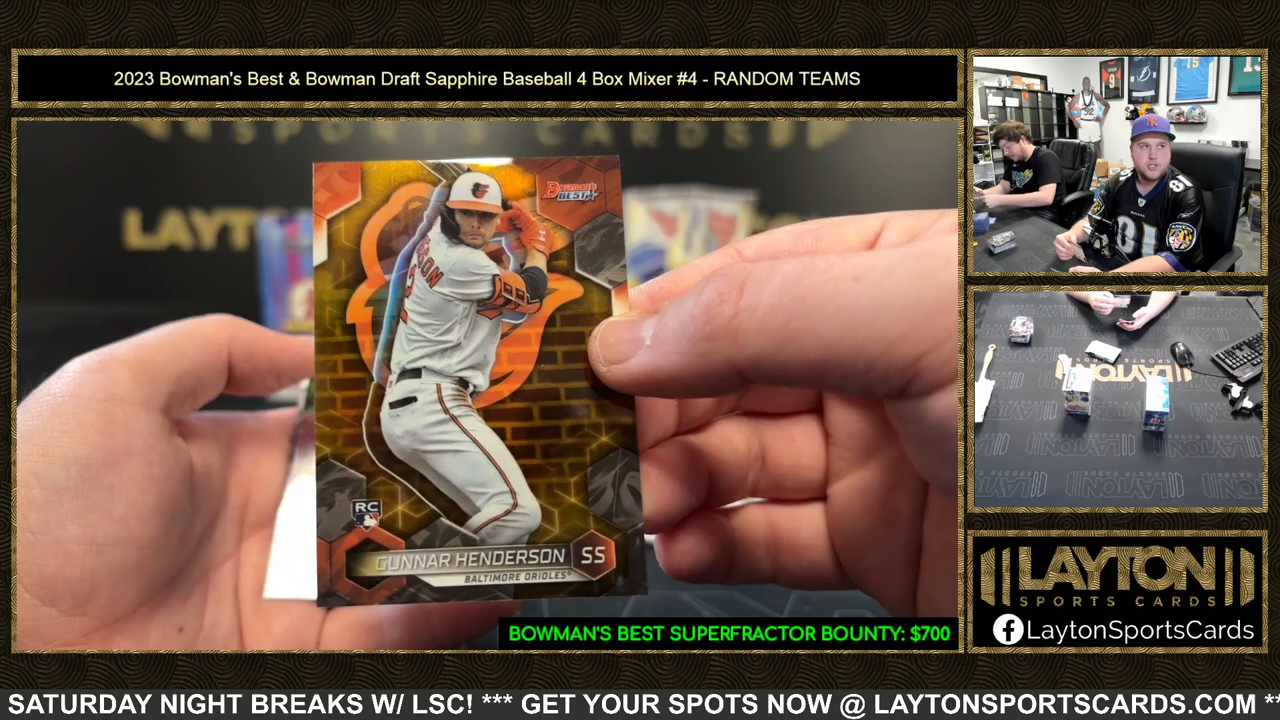 2023 Bowman's Best & Bowman Draft Sapphire Baseball 4 Box Mixer #4 - RANDOM TEAMS
BOWMAN'S BEST
RC
GUNNAR HENDERSON SS
BALTIMORE ORIOLES
BOWMAN'S BEST SUPERFRACTOR BOUNTY: $700
81
LAYTON
LAYTON
SPORTS CARDS
LaytonSportsCards
SATURDAY NIGHT BREAKS W/ LSC! *** GET YOUR SPOTS NOW @ LAYTONSPORTSCARDS.COM **